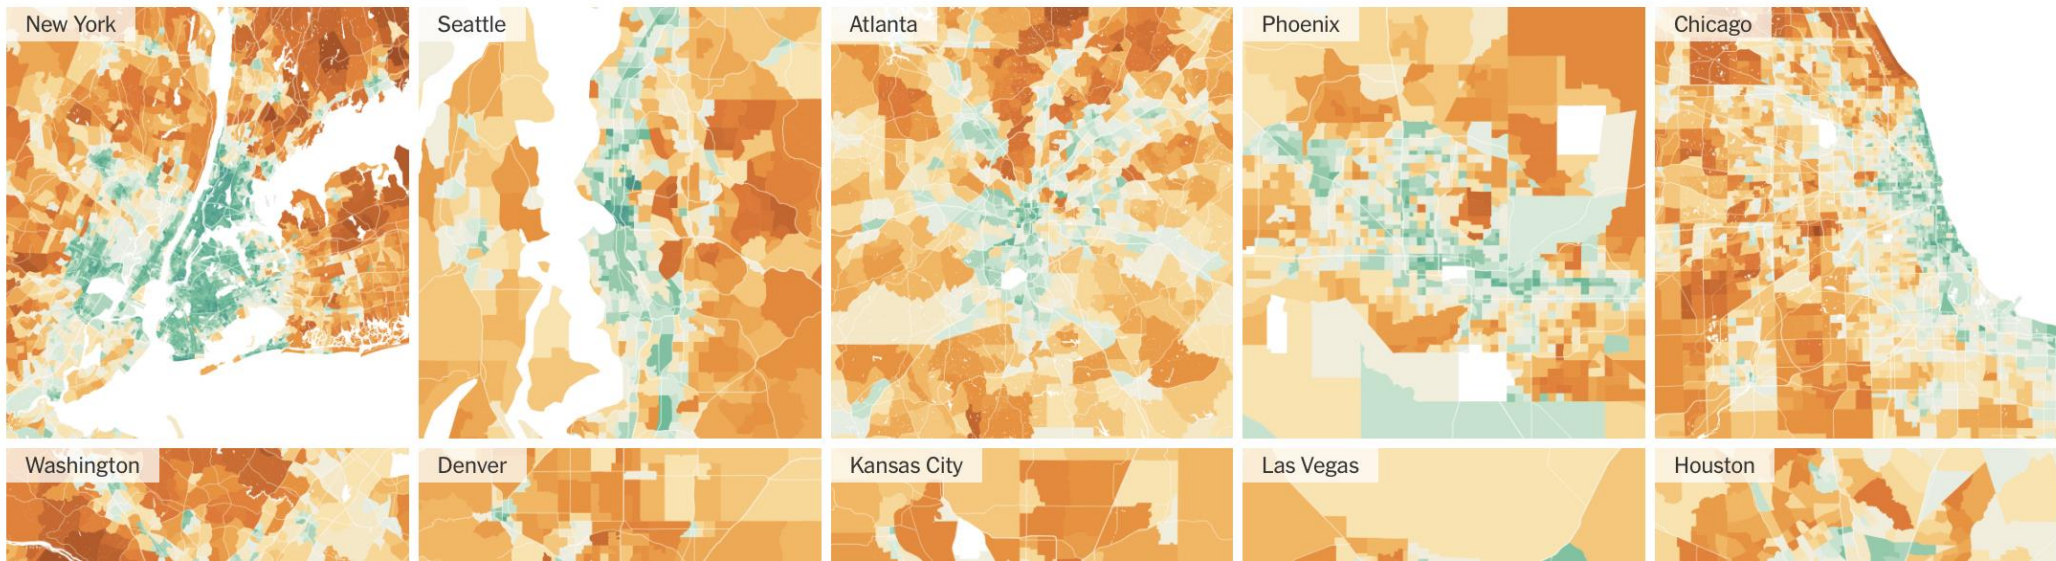 New York
Seattle
Atlanta
Phoenix
Chicago
Washington
Denver
Kansas City
Las Vegas
Houston